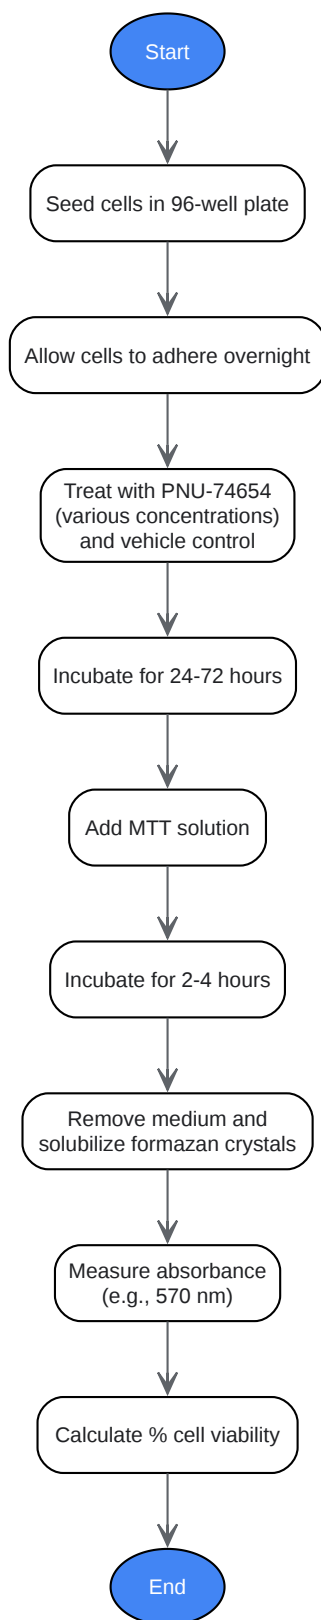 Start
Seed cells in 96-well plate
Allow cells to adhere overnight
Treat with PNU-74654
(various concentrations)
and vehicle control
Incubate for 24-72 hours
Add MTT solution
Incubate for 2-4 hours
Remove medium and
solubilize formazan crystals
Measure absorbance
(e.g., 570 nm)
Calculate % cell viability
End